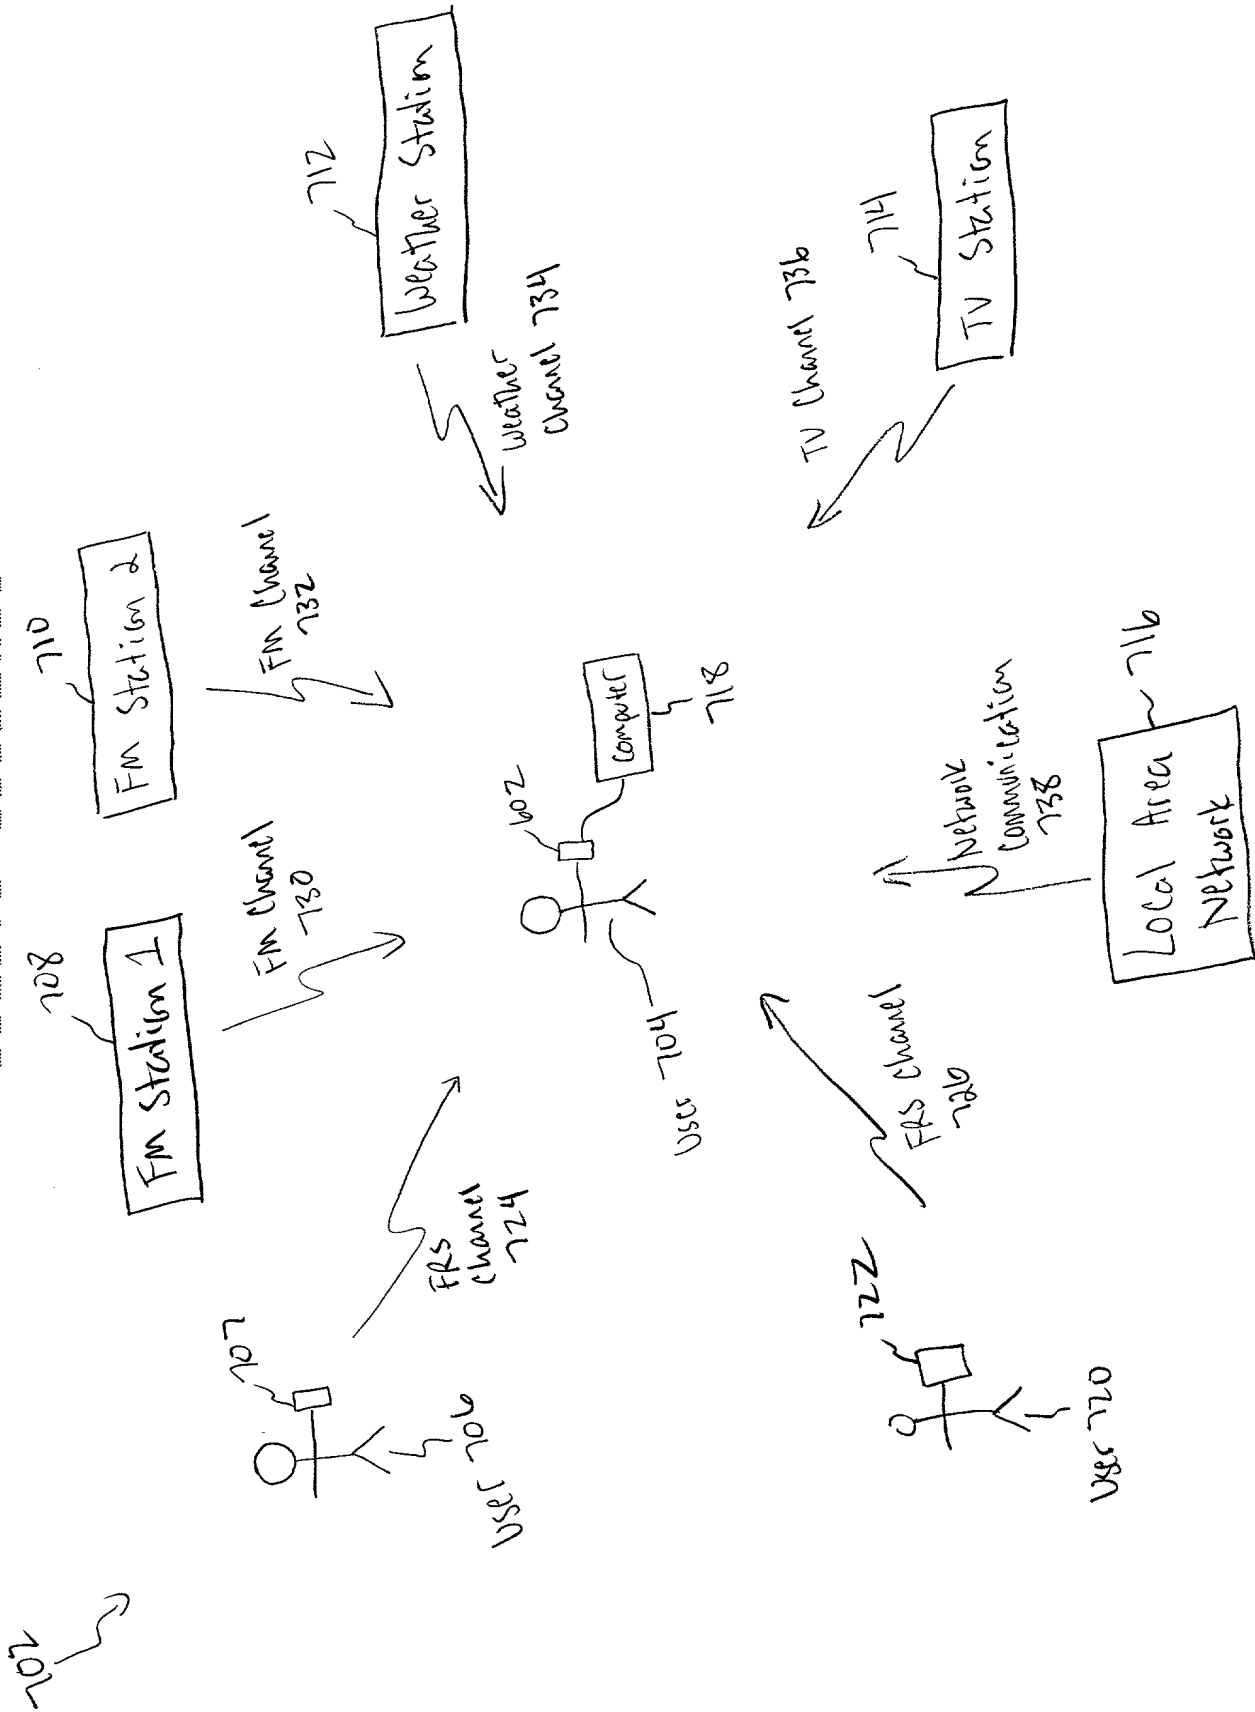 702
708
FM Station 1
710
FM Station 2
712
Weather Station
FM Channel
730
FM Channel
732
Weather
Channel 734
707
User 706
FRS
Channel
724
602
Computer
718
User 704
TV Channel 736
714
TV Station
722
User 720
FRS Channel
726
Network
Communication
738
716
Local Area
Network